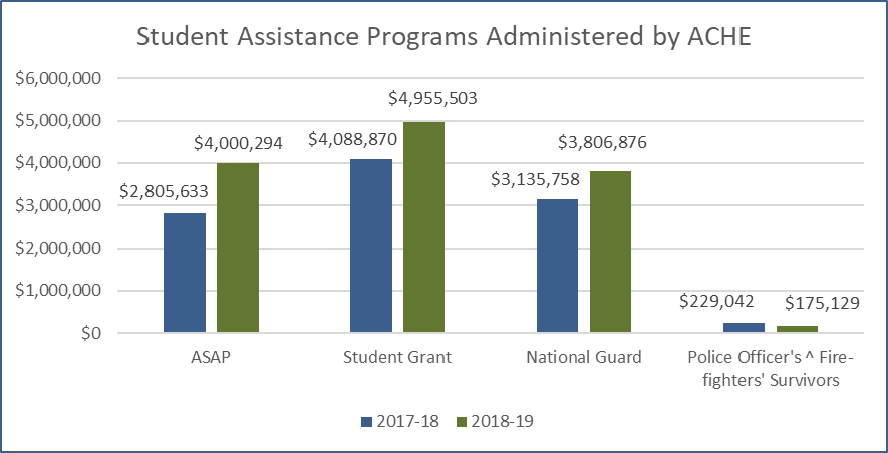 Student Assistance Programs Administered by ACHE
$6,000,000
$5,000,000
$4,000,000
$3,000,000
$2,000,000
$1,000,000
$0
$2,805,633
$4,000,294
$4,088,870
$4,955,503
$3,135,758
$3,806,876
$229,042
$175,129
ASAP
Student Grant
National Guard
Police Officer's ^ Fire-
fighters' Survivors
2017-18
2018-19